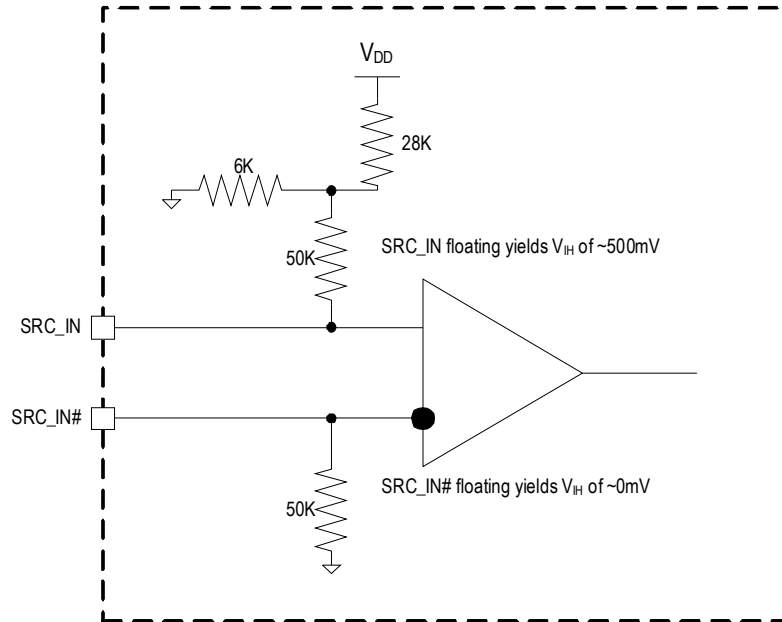 VDD
28K
6K
50K
SRC_IN floating yields VIH of ~500mV
SRC_IN
SRC_IN#
SRC_IN# floating yields VIH of ~0mV
50K